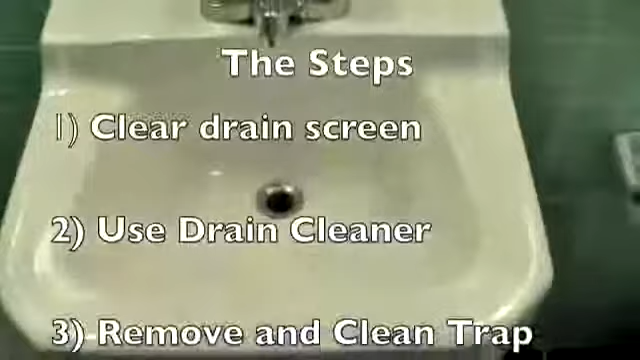 The Steps
1) Clear drain screen
2) Use Drain Cleaner
3) Remove and Clean Trap